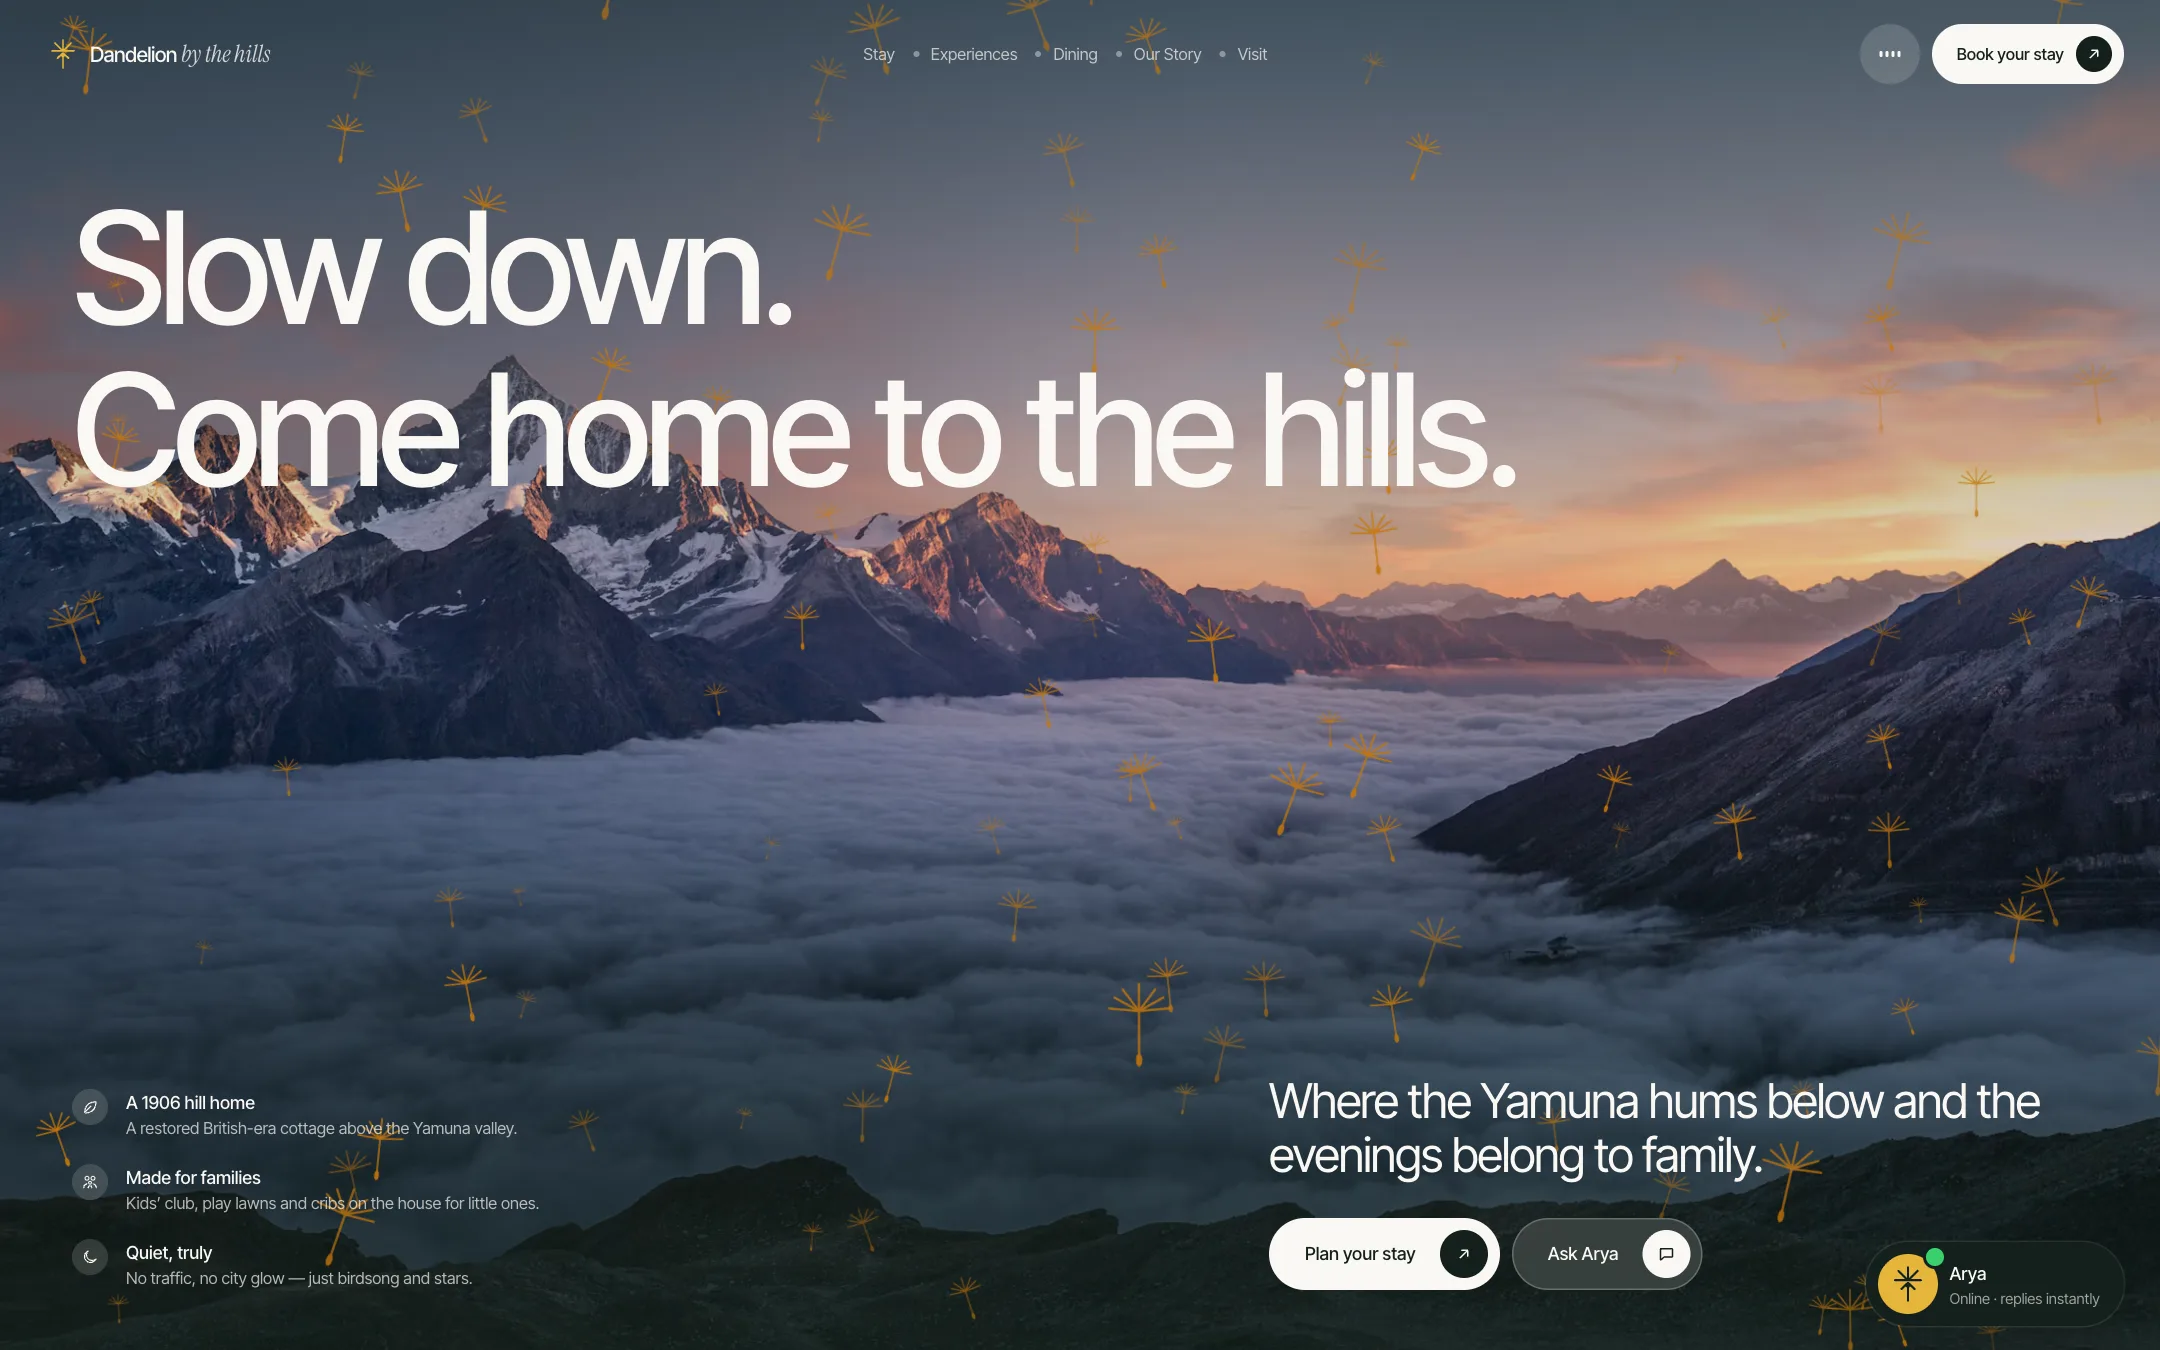 Dandelion by the hills
Stay • Experiences • Dining • Our Story • Visit
Book your stay
Slow down.
Come home to the hills.
A 1906 hill home
A restored British-era cottage above the Yamuna valley.
Made for families
Kids’ club, play lawns and cribs on the house for little ones.
Quiet, truly
No traffic, no city glow — just birdsong and stars.
Where the Yamuna hums below and the
evenings belong to family.
Plan your stay
Ask Arya
Arya
Online · replies instantly